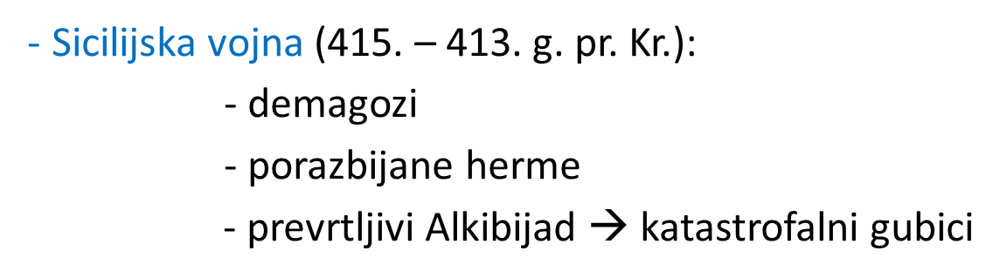 - Sicilijska vojna (415. – 413. g. pr. Kr.):
- demagozi
- porazbijane herme
- prevrtljivi Alkibijad → katastrofalni gubici